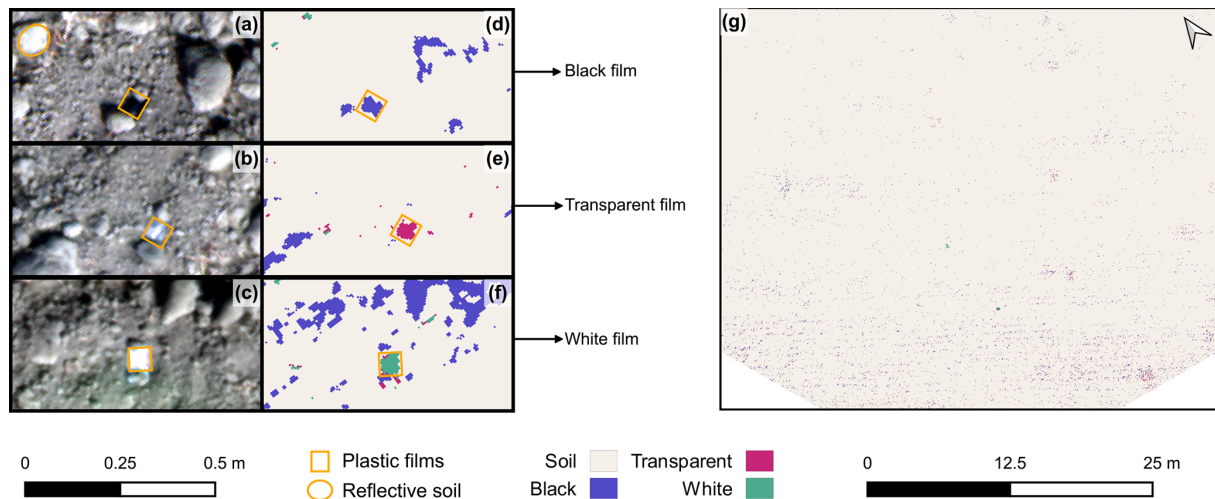 (a)
(d)
(g)
Black film
(b)
(e)
Transparent film
(c)
(f)
White film
0 0.25 0.5 m
Plastic films
Reflective soil
Soil Transparent
Black White
0 12.5 25 m